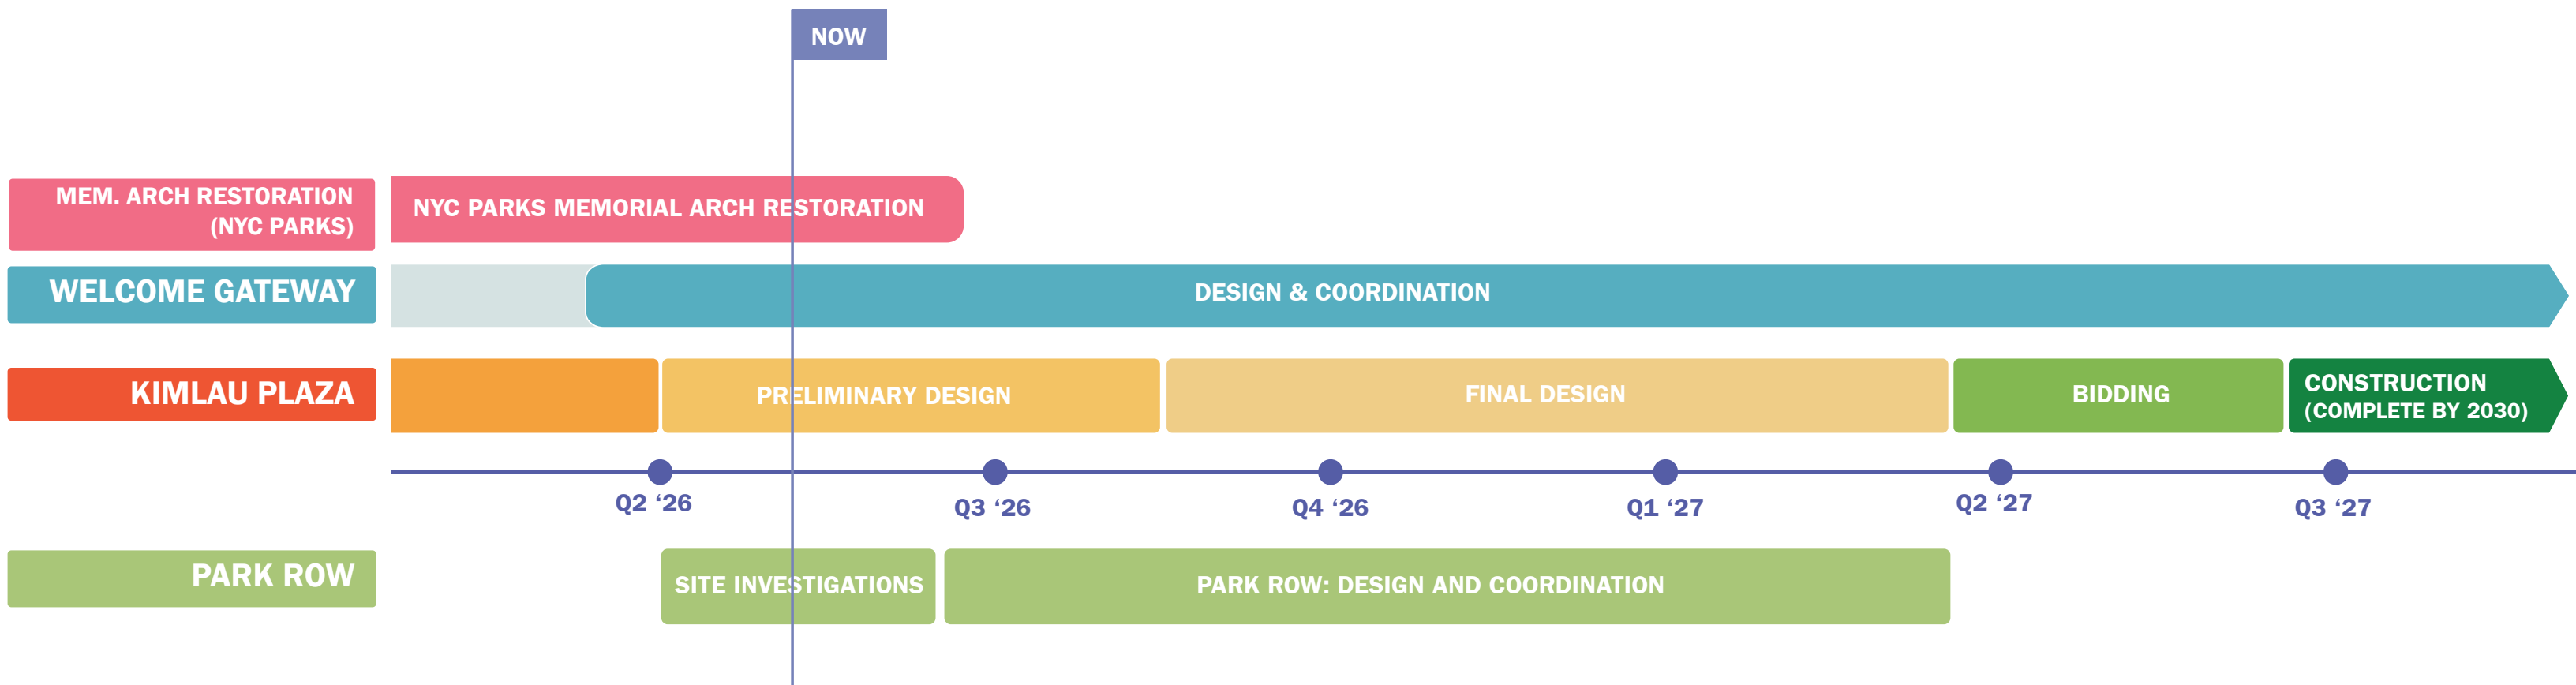 NOW
MEM. ARCH RESTORATION
(NYC PARKS)
NYC PARKS MEMORIAL ARCH RESTORATION
WELCOME GATEWAY
DESIGN & COORDINATION
KIMLAU PLAZA
PRELIMINARY DESIGN
FINAL DESIGN
BIDDING
CONSTRUCTION
(COMPLETE BY 2030)
Q2 ‘26
Q3 ‘26
Q4 ‘26
Q1 ‘27
Q2 ‘27
Q3 ‘27
PARK ROW
SITE INVESTIGATIONS
PARK ROW: DESIGN AND COORDINATION